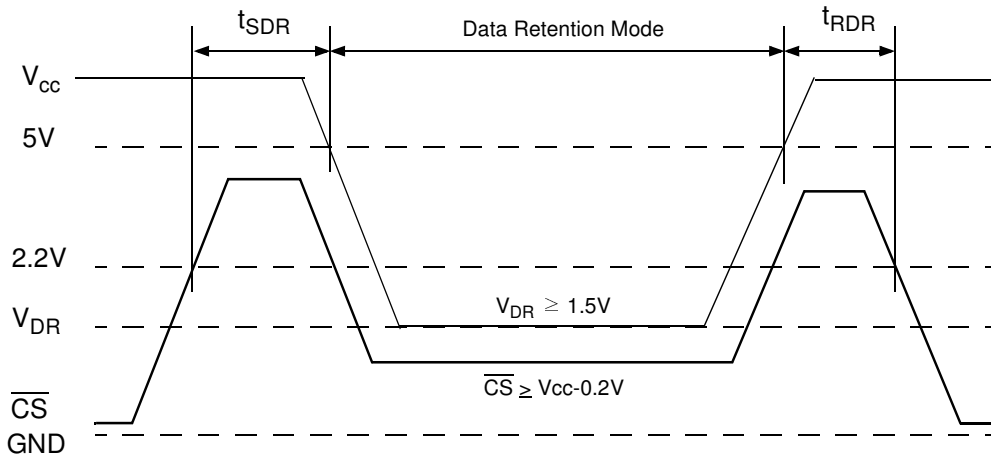 tSDR
Data Retention Mode
tRDR
Vcc
5V
2.2V
VDR
VDR ≥ 1.5V
CS ≥ Vcc-0.2V
CS
GND